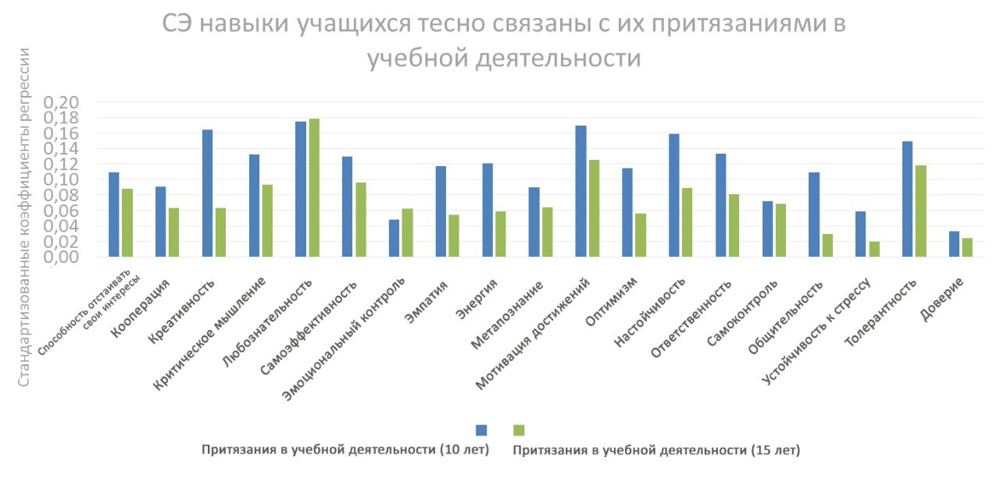 СЭ навыки учащихся тесно связаны с их притязаниями в
учебной деятельности
Стандартизованные коэффициенты регрессии
0,20
0,18
0,16
0,14
0,12
0,10
0,08
0,06
0,04
0,02
0,00
Способность отстаивать
свои интересы
Кооперация
Креативность
Критическое мышление
Любознательность
Самоэффективность
Эмоциональный контроль
Эмпатия
Энергия
Метапознание
Мотивация достижений
Оптимизм
Настойчивость
Ответственность
Самоконтроль
Общительность
Устойчивость к стрессу
Толерантность
Доверие
Притязания в учебной деятельности (10 лет)
Притязания в учебной деятельности (15 лет)